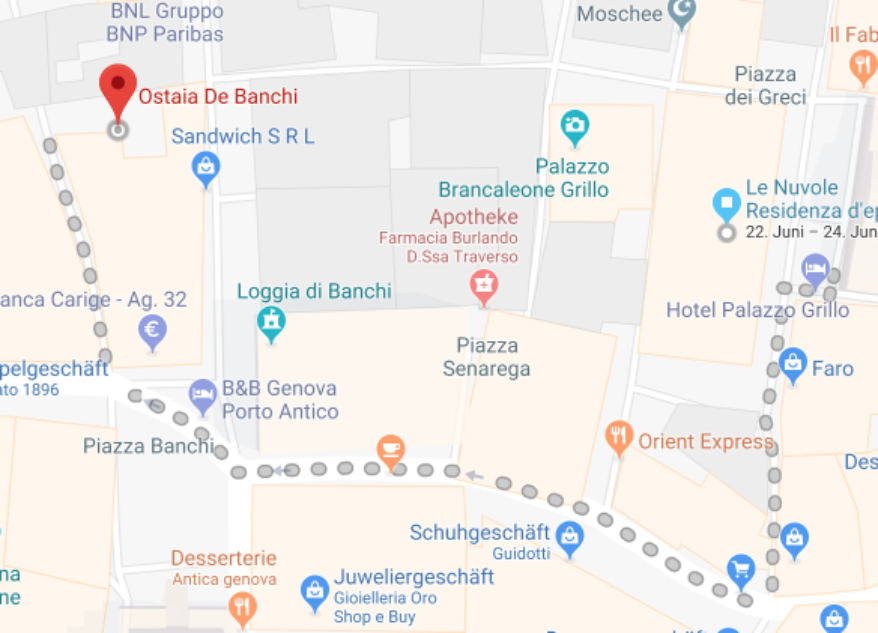 BNL Gruppo
BNP Paribas
Moschee
Il Fab
Piazza
dei Greci
Ostaia De Banchi
Sandwich S R L
Palazzo
Brancaleone Grillo
Le Nuvole
Residenza d'ep
22. Juni – 24. Jun
Apotheke
Farmacia Burlando
D.Ssa Traverso
Loggia di Banchi
anca Carige - Ag. 32
€
Hotel Palazzo Grillo
Piazza
Senarega
pelgeschäft
ato 1896
Faro
B&B Genova
Porto Antico
Piazza Banchi
Orient Express
Des
Schuhgeschäft
Guidotti
Desserterie
Antica genova
Juweliergeschäft
Gioielleria Oro
Shop e Buy
na
ne